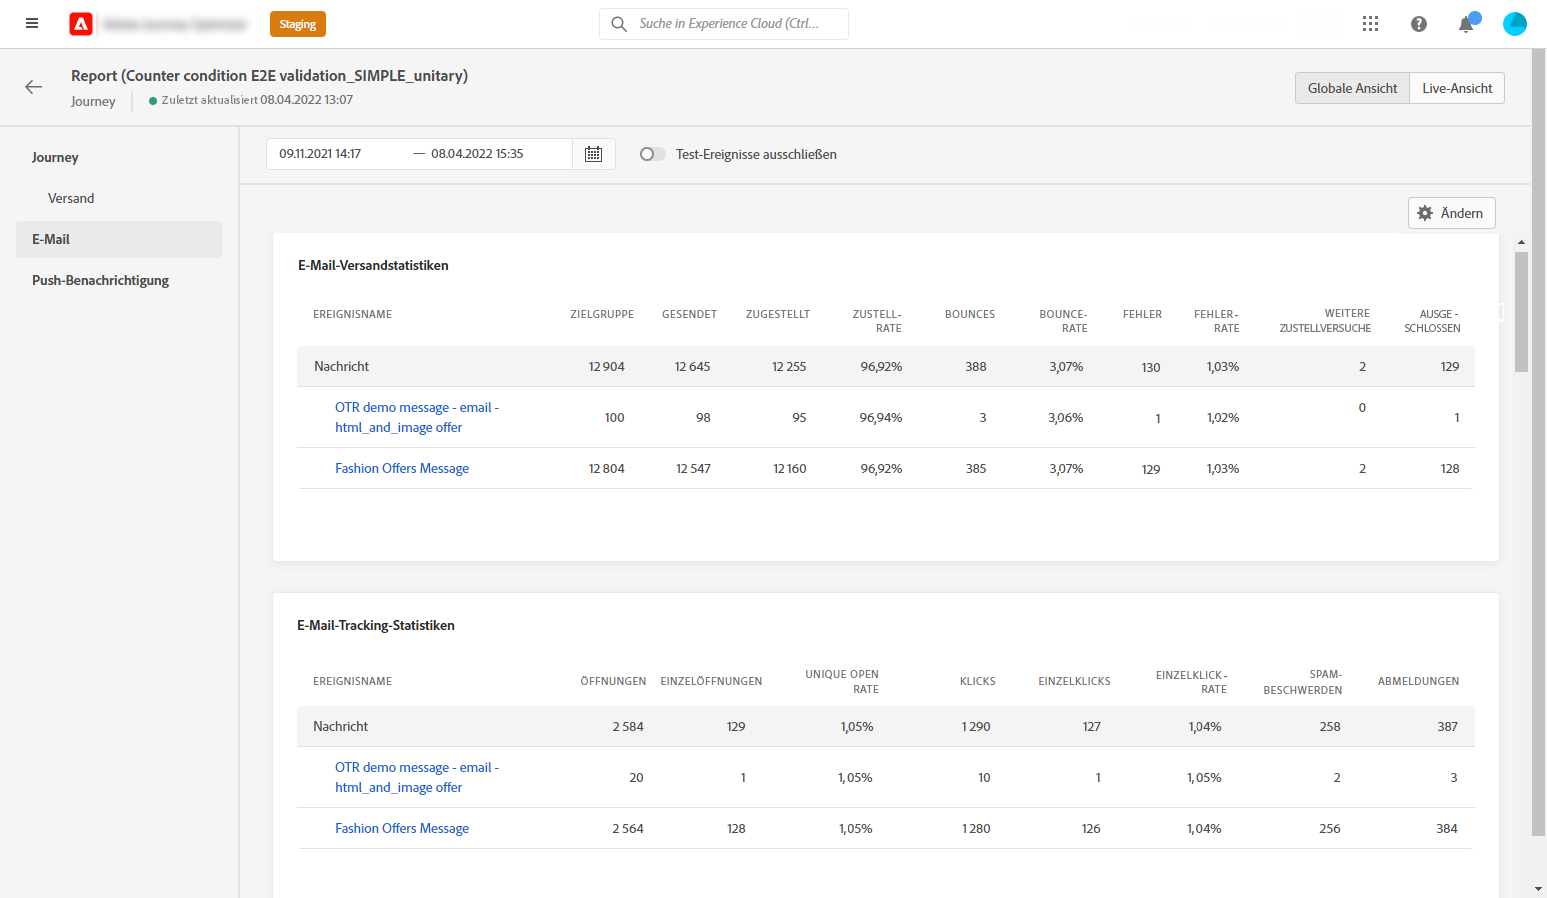 Staging
Suche in Experience Cloud (Ctrl...
Report (Counter condition E2E validation_SIMPLE_unitary)
Journey
Zuletzt aktualisiert 08.04.2022 13:07
Globale Ansicht
Live-Ansicht
Journey
Versand
E-Mail
Push-Benachrichtigung
09.11.2021 14:17 — 08.04.2022 15:35
Test-Ereignisse ausschließen
Ändern
E-Mail-Versandstatistiken
EREIGNISNAME ZIELGRUPPE GESENDET ZUGESTELLT ZUSTELL-RATE BOUNCES BOUNCE-RATE FEHLER FEHLER-RATE WEITERE ZUSTELLVERSUCHE AUSGE-SCHLOSSEN
Nachricht 12 904 12 645 12 255 96,92% 388 3,07% 130 1,03% 2 129
OTR demo message - email -
html_and_image offer 100 98 95 96,94% 3 3,06% 1 1,02% 0 1
Fashion Offers Message 12 804 12 547 12 160 96,92% 385 3,07% 129 1,03% 2 128
E-Mail-Tracking-Statistiken
EREIGNISNAME ÖFFNUNGEN EINZELÖFFNUNGEN UNIQUE OPEN RATE KLICKS EINZELKLICKS EINZELKLICK-RATE SPAM-BESCHWERDEN ABMELDUNGEN
Nachricht 2 584 129 1,05% 1 290 127 1,04% 258 387
OTR demo message - email -
html_and_image offer 20 1 1,05% 10 1 1,05% 2 3
Fashion Offers Message 2 564 128 1,05% 1 280 126 1,04% 256 384